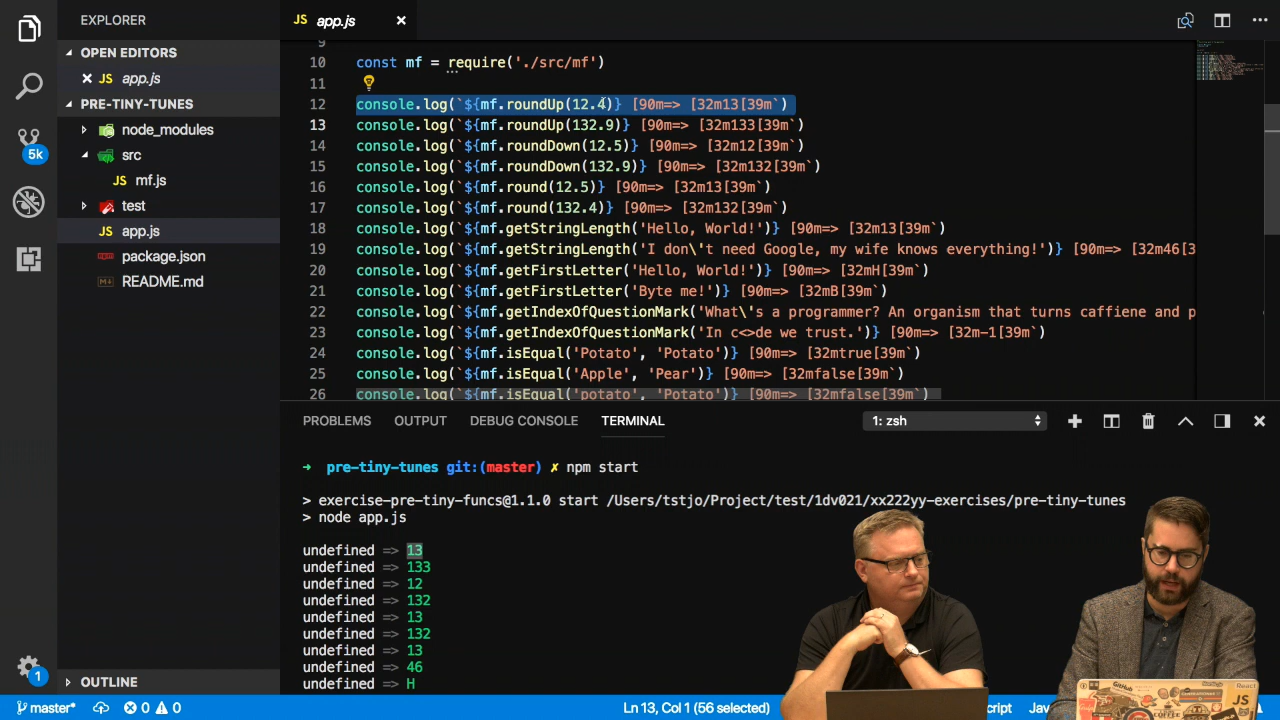 EXPLORER
OPEN EDITORS
app.js
PRE-TINY-TUNES
node_modules
src
JS mf.js
test
JS app.js
package.json
README.md
OUTLINE
5k
1
JS app.js
9
10 const mf = require('./src/mf')
11
12 console.log(`${mf.roundUp(12.4)} [90m=> [32m13[39m`)
13 console.log(`${mf.roundUp(132.9)} [90m=> [32m133[39m`)
14 console.log(`${mf.roundDown(12.5)} [90m=> [32m12[39m`)
15 console.log(`${mf.roundDown(132.9)} [90m=> [32m132[39m`)
16 console.log(`${mf.round(12.5)} [90m=> [32m13[39m`)
17 console.log(`${mf.round(132.4)} [90m=> [32m132[39m`)
18 console.log(`${mf.getStringLength('Hello, World!')} [90m=> [32m13[39m`)
19 console.log(`${mf.getStringLength('I don\'t need Google, my wife knows everything!')} [90m=> [32m46[3
20 console.log(`${mf.getFirstLetter('Hello, World!')} [90m=> [32mH[39m`)
21 console.log(`${mf.getFirstLetter('Byte me!')} [90m=> [32mB[39m`)
22 console.log(`${mf.getIndexOfQuestionMark('What\'s a programmer? An organism that turns caffiene and p
23 console.log(`${mf.getIndexOfQuestionMark('In c<>de we trust.')} [90m=> [32m-1[39m`)
24 console.log(`${mf.isEqual('Potato', 'Potato')} [90m=> [32mtrue[39m`)
25 console.log(`${mf.isEqual('Apple', 'Pear')} [90m=> [32mfalse[39m`)
26 console.log(`${mf.isEqual('potato', 'Potato')} [90m=> [32mfalse[39m`)
PROBLEMS OUTPUT DEBUG CONSOLE TERMINAL 1: zsh
➜ pre-tiny-tunes git:(master) ✗ npm start
> exercise-pre-tiny-funcs@1.1.0 start /Users/tstjo/Project/test/1dv021/xx222yy-exercises/pre-tiny-tunes
> node app.js
undefined => 13
undefined => 133
undefined => 12
undefined => 132
undefined => 13
undefined => 132
undefined => 13
undefined => 46
undefined => H
master* 0 0 Ln 13, Col 1 (56 selected) script Jav
GitHub
React
JS